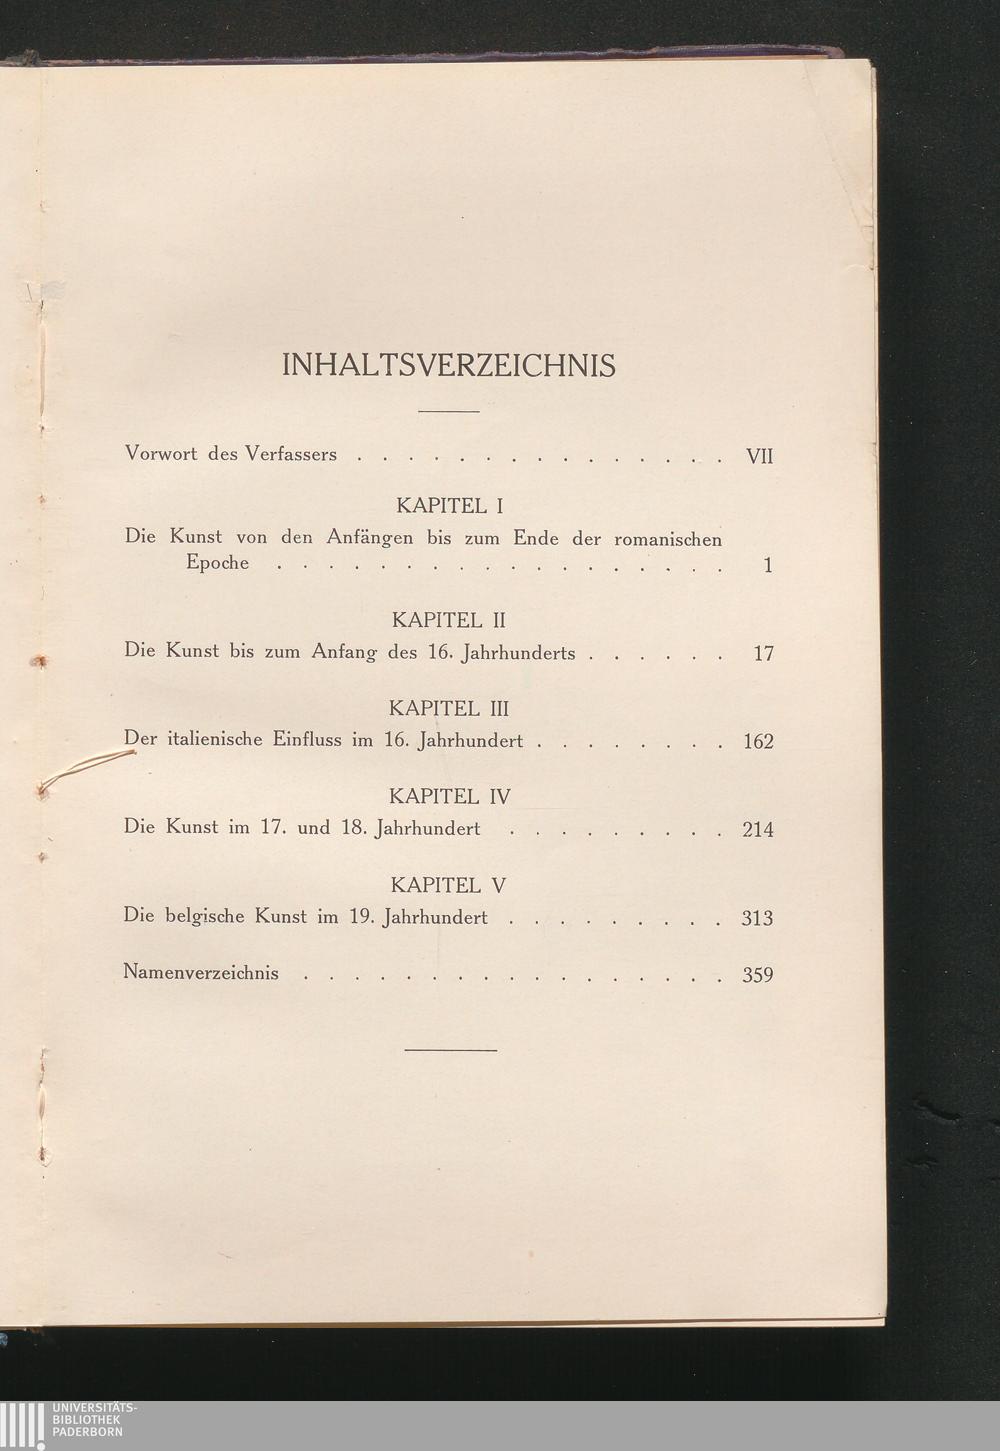 INHALTSVERZEICHNIS
Vorwort des Verfassers . . . . . . . . . . . . . . . VII
KAPITEL I
Die Kunst von den Anfängen bis zum Ende der romanischen
Epoche . . . . . . . . . . . . . . . . . . 1
KAPITEL II
Die Kunst bis zum Anfang des 16. Jahrhunderts . . . . . . 17
KAPITEL III
Der italienische Einfluss im 16. Jahrhundert . . . . . . . . 162
KAPITEL IV
Die Kunst im 17. und 18. Jahrhundert . . . . . . . . . 214
KAPITEL V
Die belgische Kunst im 19. Jahrhundert . . . . . . . . . 313
Namenverzeichnis . . . . . . . . . . . . . . . . . 359
UNIVERSITÄTS-
BIBLIOTHEK
PADERBORN